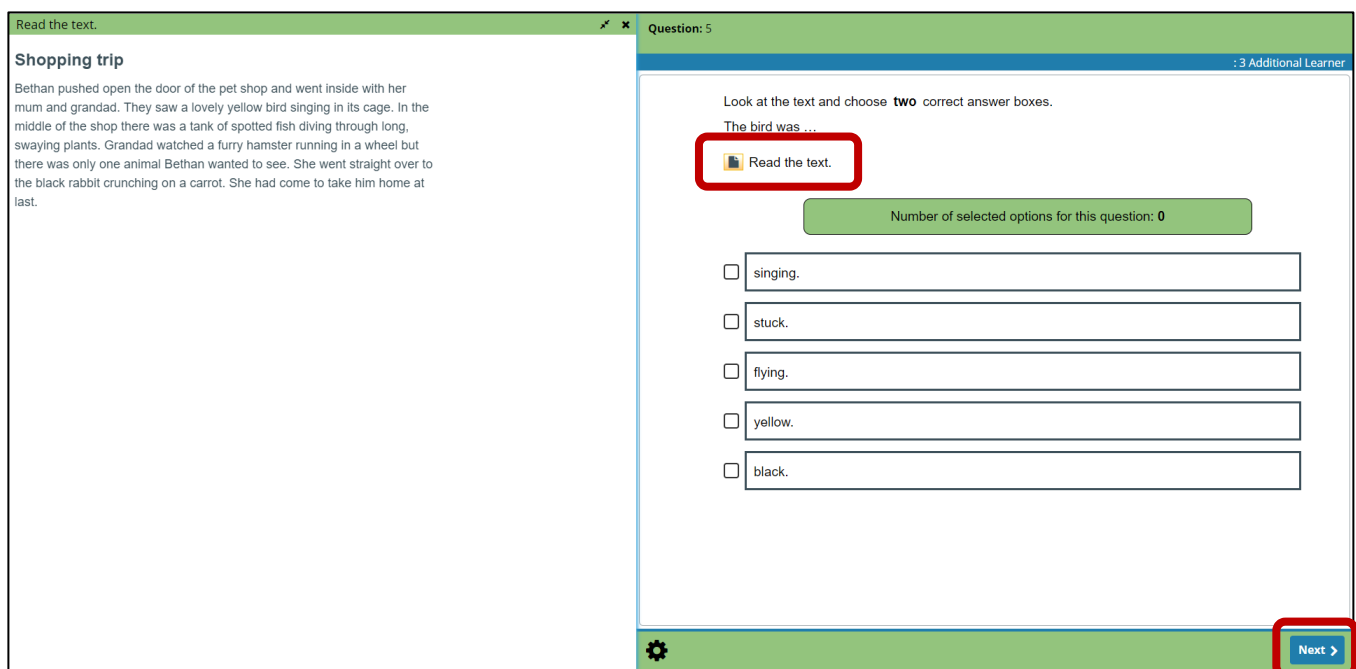 Read the text.
Shopping trip
Bethan pushed open the door of the pet shop and went inside with her
mum and grandad. They saw a lovely yellow bird singing in its cage. In the
middle of the shop there was a tank of spotted fish diving through long,
swaying plants. Grandad watched a furry hamster running in a wheel but
there was only one animal Bethan wanted to see. She went straight over to
the black rabbit crunching on a carrot. She had come to take him home at
last.
Question: 5
: 3 Additional Learner
Look at the text and choose two correct answer boxes.
The bird was ...
Read the text.
Number of selected options for this question: 0
singing.
stuck.
flying.
yellow.
black.
Next